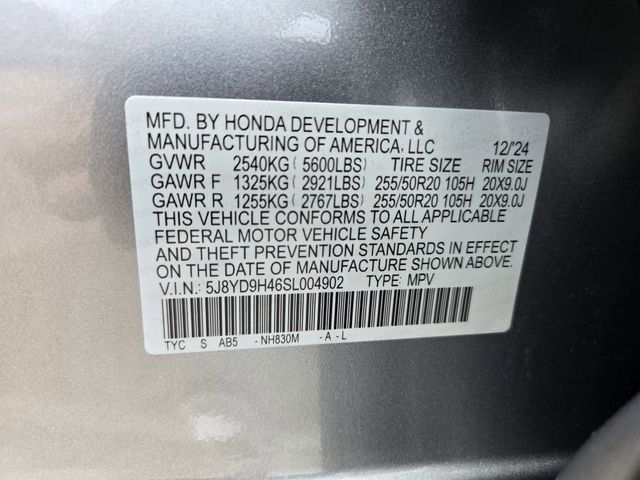 MFD. BY HONDA DEVELOPMENT &
MANUFACTURING OF AMERICA, LLC 12/'24
GVWR 2540KG ( 5600LBS) TIRE SIZE RIM SIZE
GAWR F 1325KG ( 2921LBS) 255/50R20 105H 20X9.0J
GAWR R 1255KG ( 2767LBS) 255/50R20 105H 20X9.0J
THIS VEHICLE CONFORMS TO ALL APPLICABLE
FEDERAL MOTOR VEHICLE SAFETY
AND THEFT PREVENTION STANDARDS IN EFFECT
ON THE DATE OF MANUFACTURE SHOWN ABOVE.
V.I.N.: 5J8YD9H46SL004902 TYPE: MPV
TYC S AB5 - NH830M - A - L